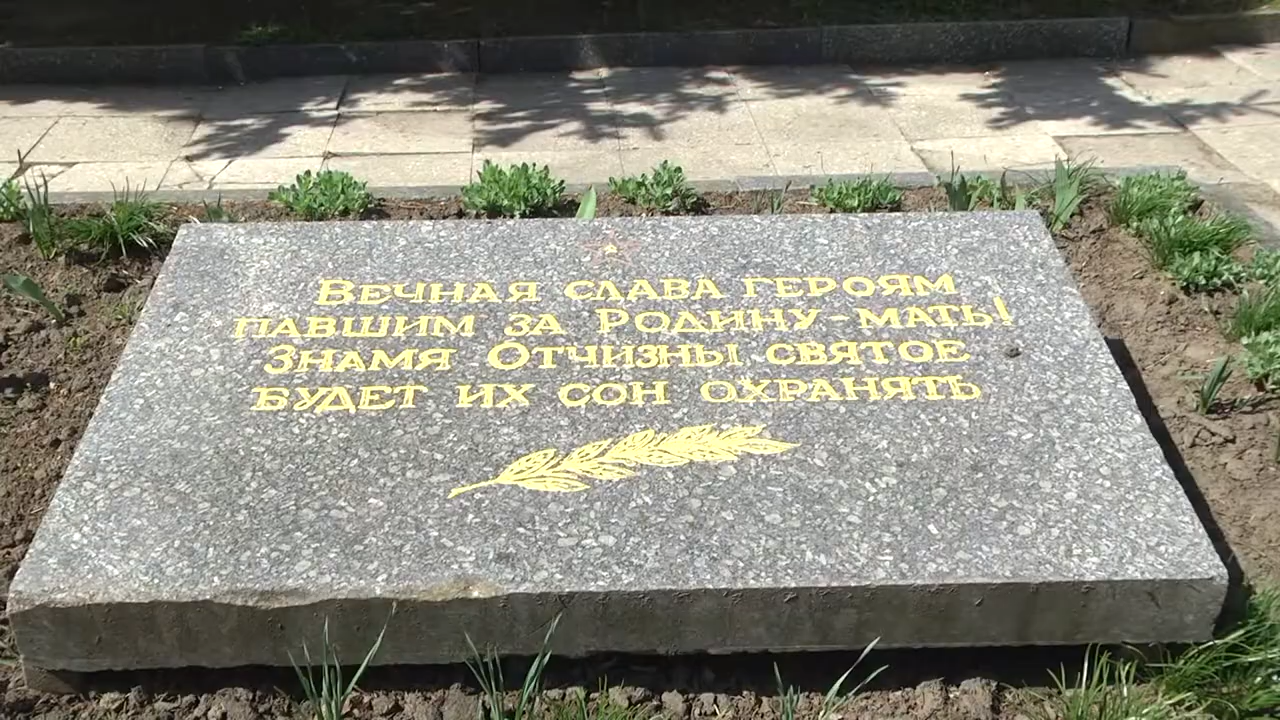 Вечная слава героям
павшим за Родину-мать!
Знамя Отчизны святое
будет их сон охранять